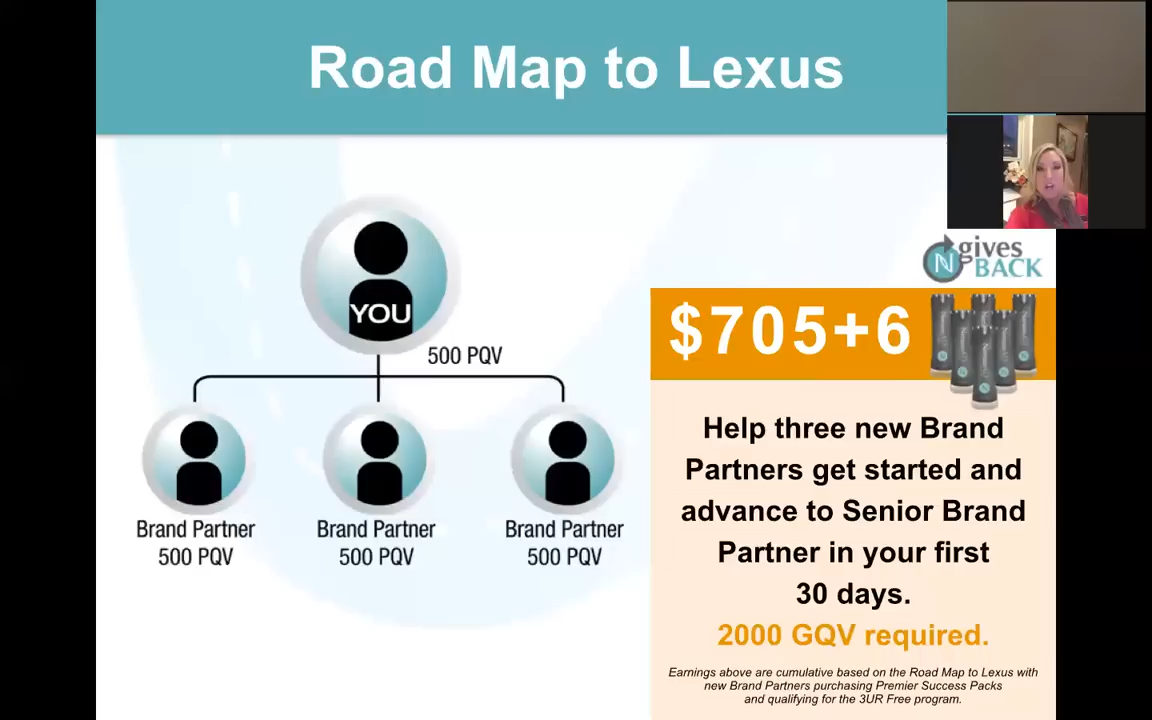 Road Map to Lexus
gives
BACK
N
YOU
500 PQV
Brand Partner
500 PQV
Brand Partner
500 PQV
Brand Partner
500 PQV
$705+6
Help three new Brand
Partners get started and
advance to Senior Brand
Partner in your first
30 days.
2000 GQV required.
Earnings above are cumulative based on the Road Map to Lexus with
new Brand Partners purchasing Premier Success Packs
and qualifying for the 3UR Free program.